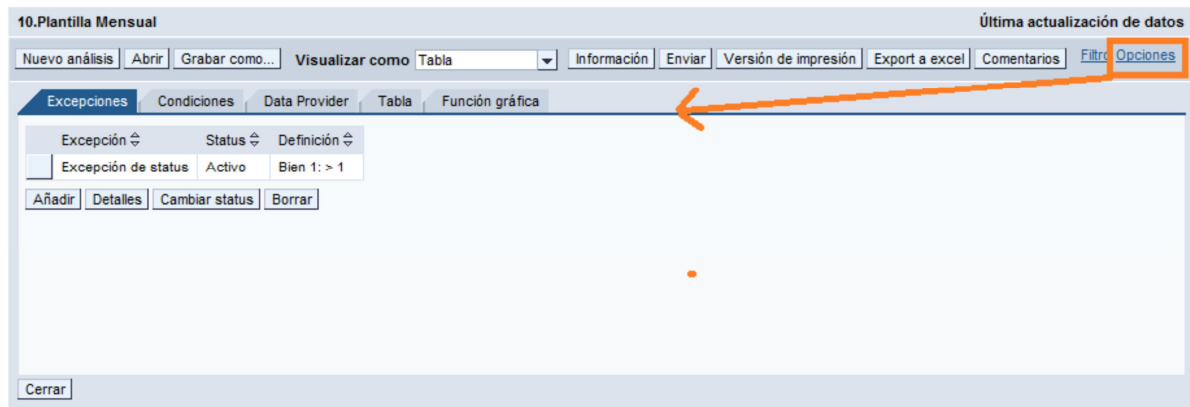 10.Plantilla Mensual Última actualización de datos
Nuevo análisis Abrir Grabar como... Visualizar como Tabla Información Enviar Versión de impresión Export a excel Comentarios Filtro Opciones
Excepciones Condiciones Data Provider Tabla Función gráfica
Excepción Status Definición
Excepción de status Activo Bien 1: > 1
Añadir Detalles Cambiar status Borrar
Cerrar